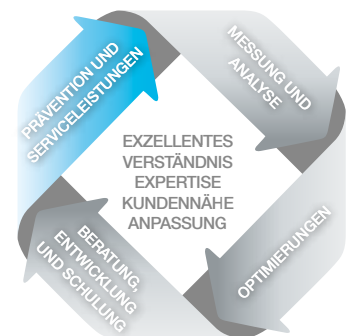 PRÄVENTION UND
SERVICELEISTUNGEN
MESSUNG UND
ANALYSE
EXZELLENTES
VERSTÄNDNIS
EXPERTISE
KUNDENNÄHE
ANPASSUNG
OPTIMIERUNGEN
BERATUNG,
ENTWICKLUNG
UND SCHULUNG